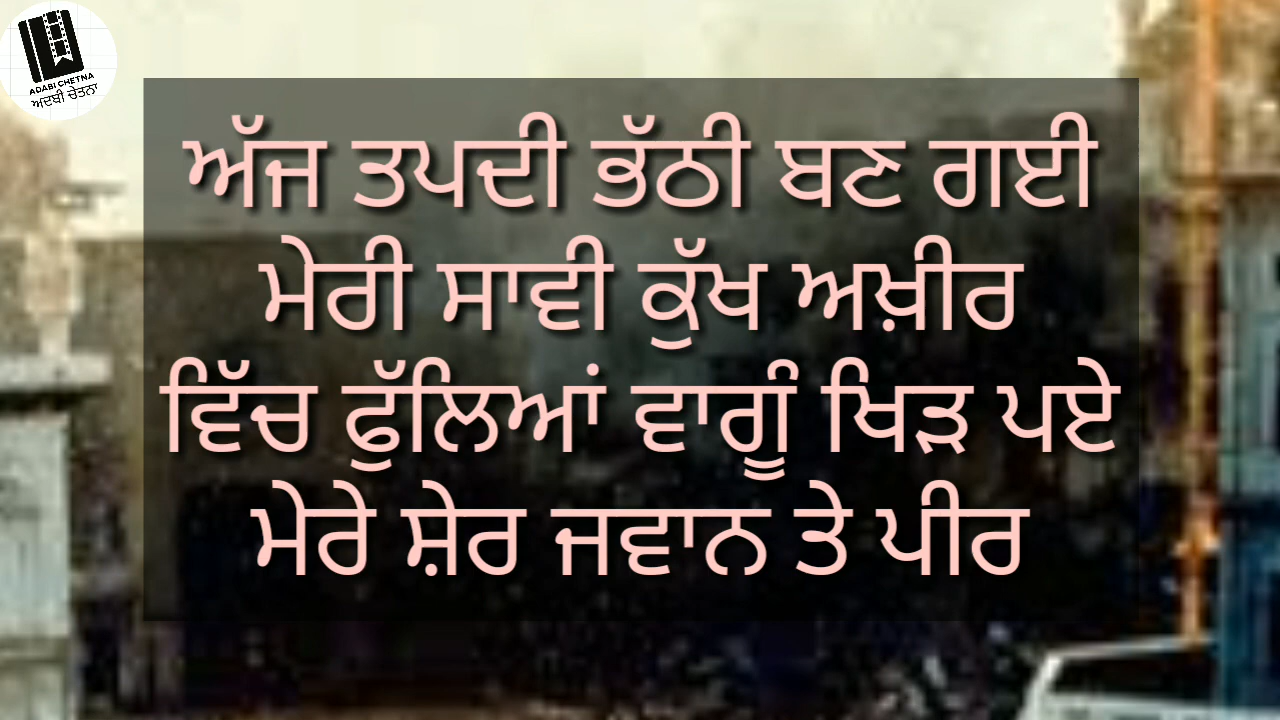 ADABI CHETNA
ਅਦਬੀ ਚੇਤਨਾ
ਅੱਜ ਤਪਦੀ ਭੱਠੀ ਬਣ ਗਈ
ਮੇਰੀ ਸਾਵੀ ਕੁੱਖ ਅਖ਼ੀਰ
ਵਿੱਚ ਫੁੱਲਿਆਂ ਵਾਗੂੰ ਖਿੜ ਪਏ
ਮੇਰੇ ਸ਼ੇਰ ਜਵਾਨ ਤੇ ਪੀਰ